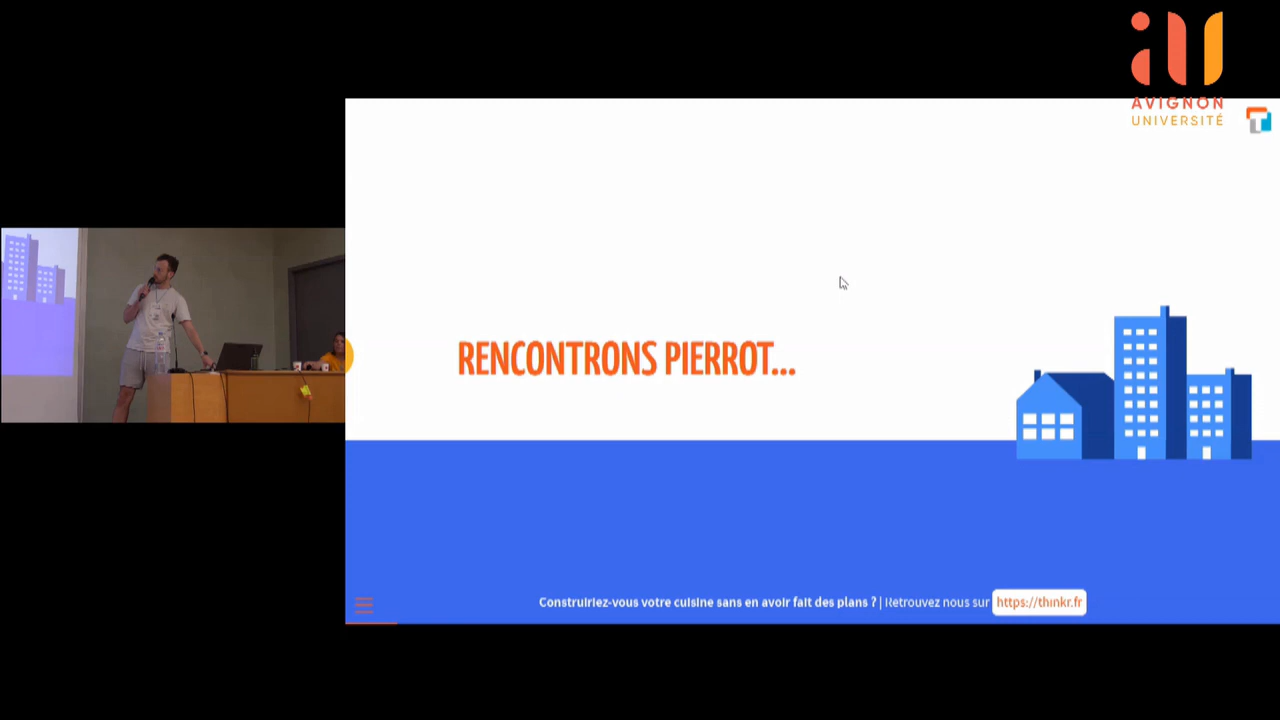 AVIGNON
UNIVERSITÉ
RENCONTRONS PIERROT...
Construiriez-vous votre cuisine sans en avoir fait des plans ? | Retrouvez nous sur https://thinkr.fr